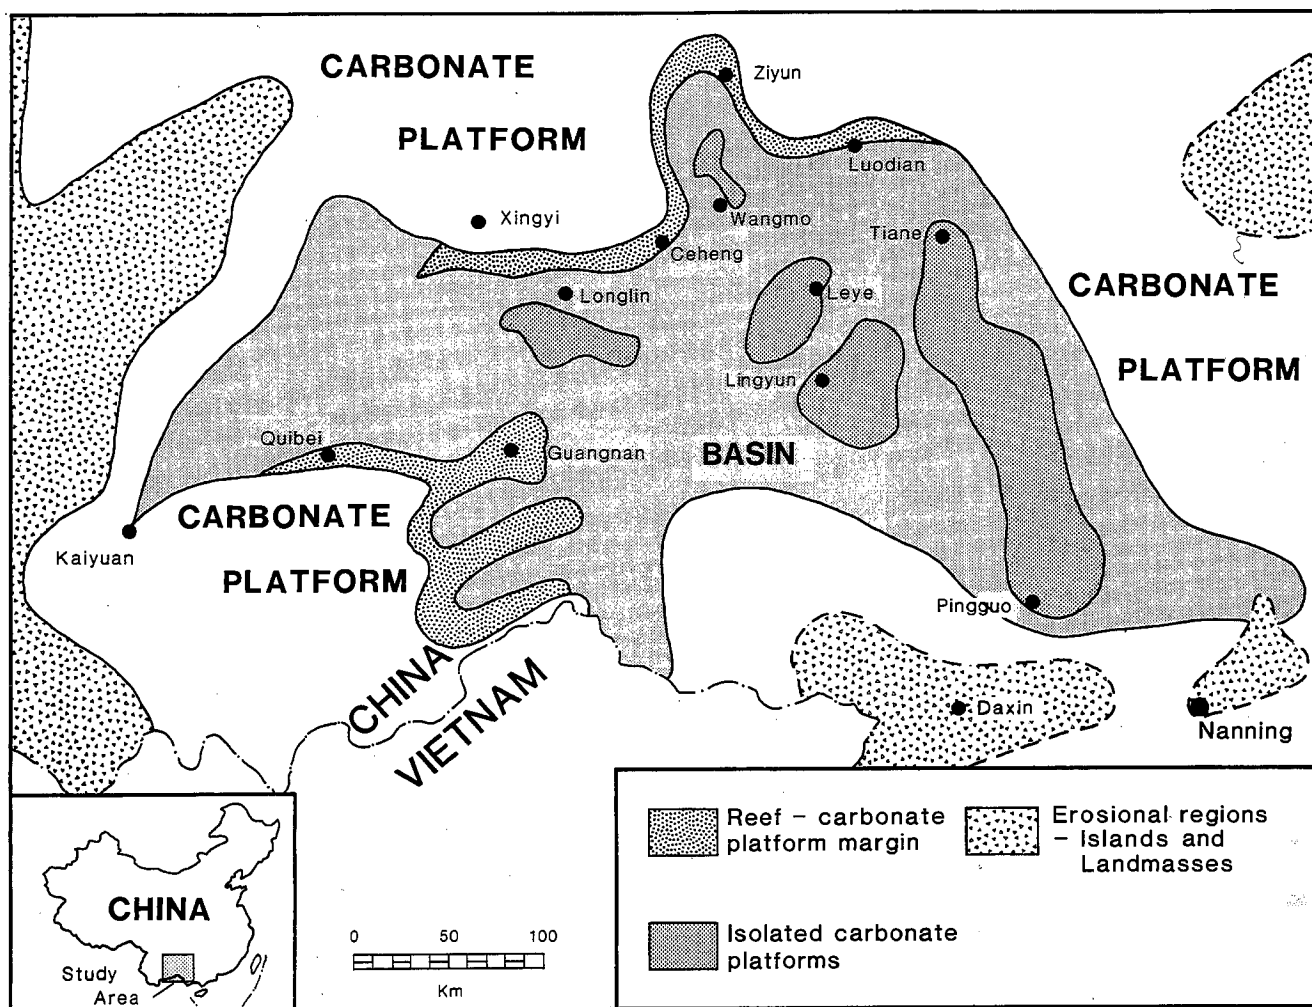 CARBONATE
PLATFORM
Ziyun
Luodian
Xingyi
Wangmo
Ceheng
Tiane
CARBONATE
PLATFORM
Longlin
Leye
Lingyun
Quibei
Guangnan
BASIN
CARBONATE
PLATFORM
Kaiyuan
Pingguo
CHINA
VIETNAM
Daxin
Nanning
CHINA
Study
Area
0 50 100
Km
Reef – carbonate
platform margin
Erosional regions
– Islands and
Landmasses
Isolated carbonate
platforms